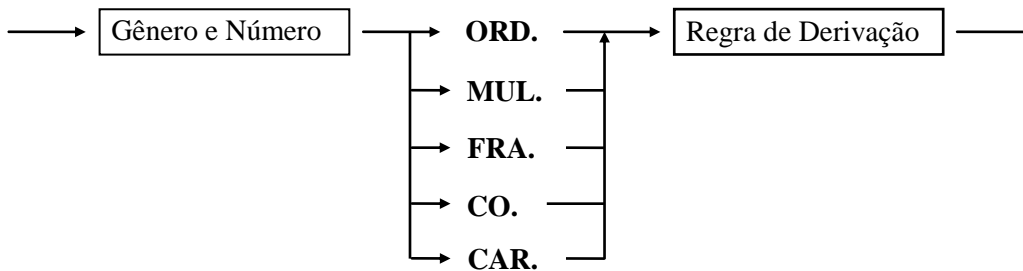 Gênero e Número ORD. Regra de Derivação
MUL.
FRA.
CO.
CAR.